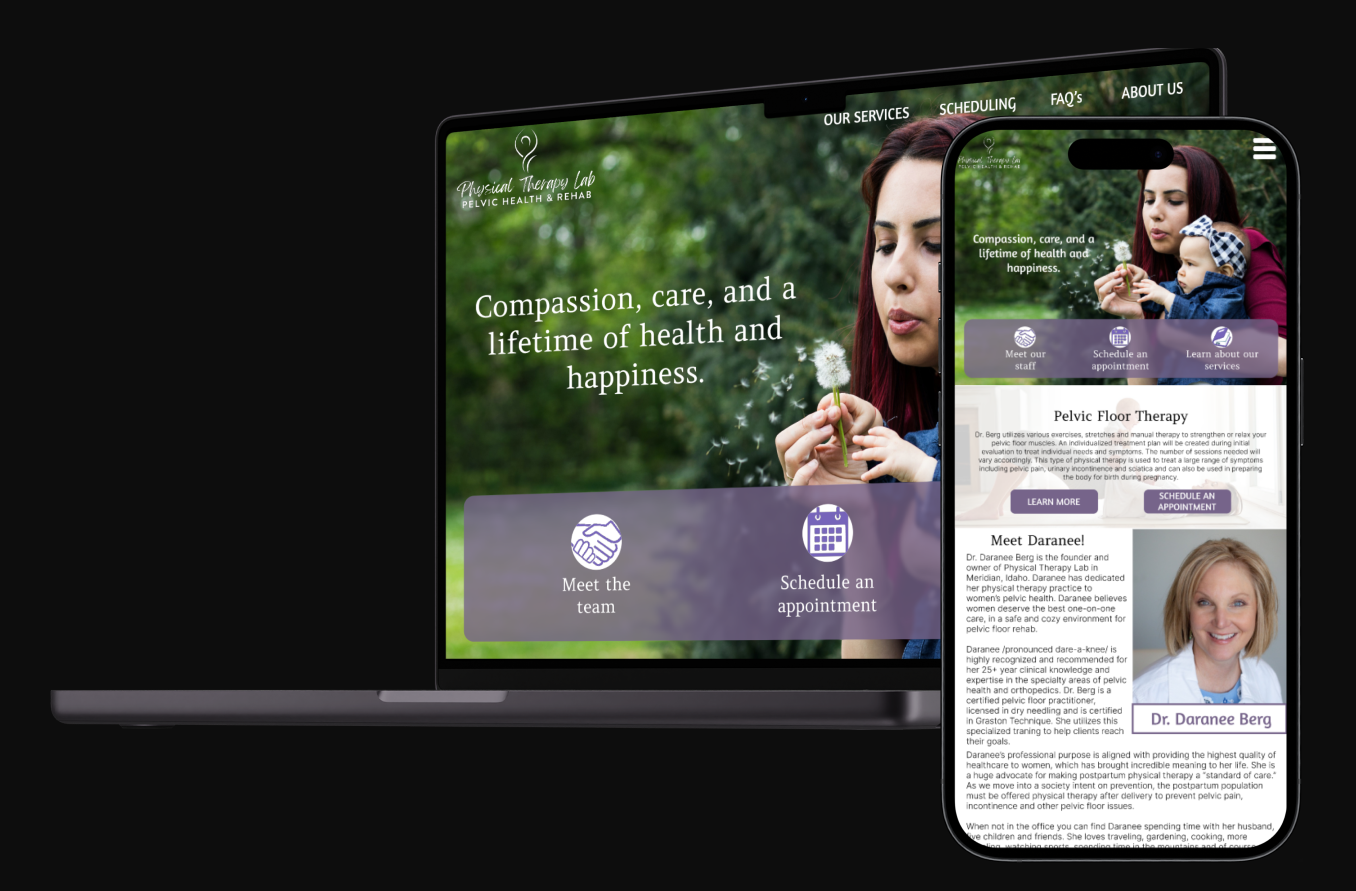 OUR SERVICES
SCHEDULING
FAQ's
ABOUT US
Physical Therapy Lab
PELVIC HEALTH & REHAB
Compassion, care, and a
lifetime of health and
happiness.
Meet the
team
Schedule an
appointment
Physical Therapy Lab
PELVIC HEALTH & REHAB
Compassion, care, and a
lifetime of health and
happiness.
Meet our
staff
Schedule an
appointment
Learn about our
services
Pelvic Floor Therapy
Dr. Berg utilizes various exercises, stretches and manual therapy to strengthen or relax your
pelvic floor muscles. An individualized treatment plan will be created during initial
evaluation to treat individual needs and symptoms. The number of sessions needed will
vary accordingly. This type of physical therapy is used to treat a large range of symptoms
including pelvic pain, urinary incontinence and sciatica and can also be used in preparing
the body for birth during pregnancy.
LEARN MORE
SCHEDULE AN
APPOINTMENT
Meet Daranee!
Dr. Daranee Berg is the founder and
owner of Physical Therapy Lab in
Meridian, Idaho. Daranee has dedicated
her physical therapy practice to
women's pelvic health. Daranee believes
women deserve the best one-on-one
care, in a safe and cozy environment for
pelvic floor rehab.
Daranee /pronounced dare-a-knee/ is
highly recognized and recommended for
her 25+ year clinical knowledge and
expertise in the specialty areas of pelvic
health and orthopedics. Dr. Berg is a
certified pelvic floor practitioner,
licensed in dry needling and is certified
in Graston Technique. She utilizes this
specialized traning to help clients reach
their goals.
Dr. Daranee Berg
Daranee's professional purpose is aligned with providing the highest quality of
healthcare to women, which has brought incredible meaning to her life. She is
a huge advocate for making postpartum physical therapy a "standard of care."
As we move into a society intent on prevention, the postpartum population
must be offered physical therapy after delivery to prevent pelvic pain,
incontinence and other pelvic floor issues.
When not in the office you can find Daranee spending time with her husband,
five children and friends. She loves traveling, gardening, cooking, more
watching sports, spending time in the mountains and of course